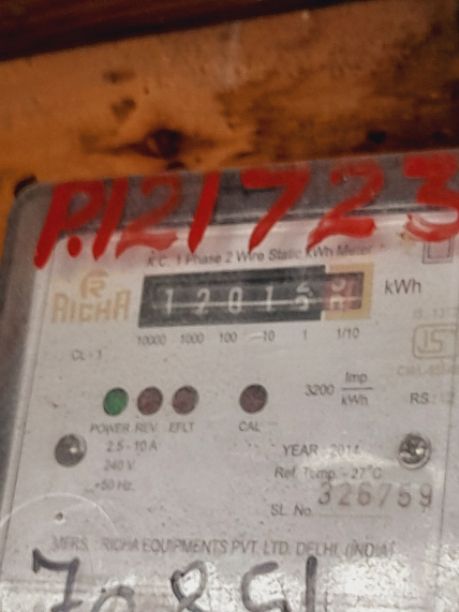 P.121723
A.C. 1 Phase 2 Wire Static kWh Meter
R
RICHA
1 2 0 1
kWh
10000 1000 100 10 1 1/10
CL-1
3200 Imp/kWh
POWER REV EFLT CAL
RS:
2.5-10 A
240 V
50 Hz.
YEAR : 2014
Ref. Temp. - 27°C
SL. No. 326759
MFRS. RICHA EQUIPMENTS PVT. LTD. DELHI. (INDIA)